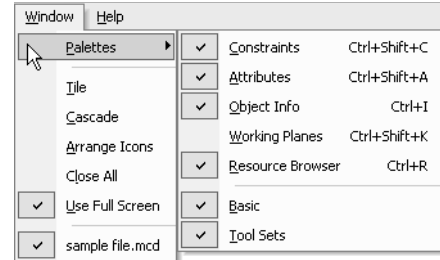 Window Help
Palettes
Tile
Cascade
Arrange Icons
Close All
Use Full Screen
sample file.mcd
Constraints Ctrl+Shift+C
Attributes Ctrl+Shift+A
Object Info Ctrl+I
Working Planes Ctrl+Shift+K
Resource Browser Ctrl+R
Basic
Tool Sets